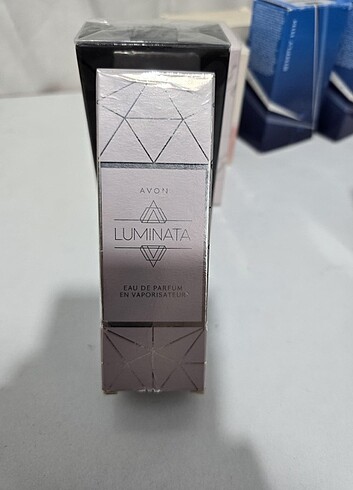 AVON
LUMINATA
EAU DE PARFUM
EN VAPORISATEUR